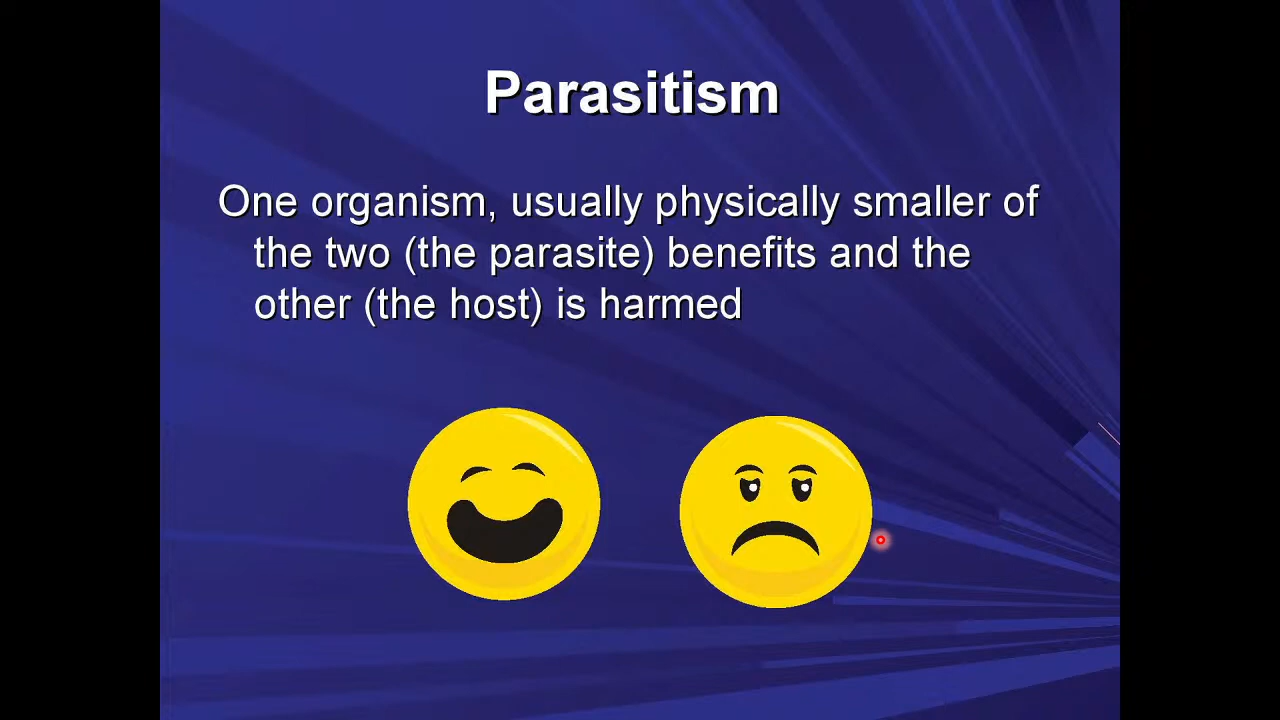 Parasitism
One organism, usually physically smaller of
the two (the parasite) benefits and the
other (the host) is harmed